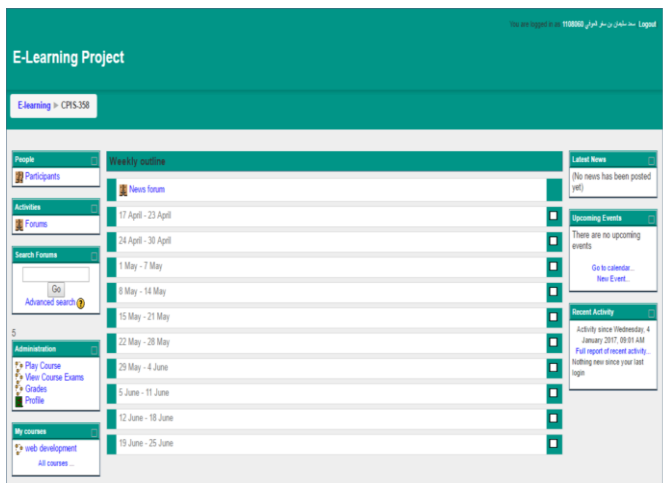 You are logged in as 1108060 سعد سليمان بن سفر الحوالي Logout
E-Learning Project
E-learning ► CPIS-358
People
Participants
Activities
Forums
Search Forums
Go
Advanced search ?
5
Administration
Play Course
View Course Exams
Grades
Profile
My courses
web development
All courses ...
Weekly outline
News forum
17 April - 23 April
24 April - 30 April
1 May - 7 May
8 May - 14 May
15 May - 21 May
22 May - 28 May
29 May - 4 June
5 June - 11 June
12 June - 18 June
19 June - 25 June
Latest News
(No news has been posted
yet)
Upcoming Events
There are no upcoming
events
Go to calendar...
New Event...
Recent Activity
Activity since Wednesday, 4
January 2017, 09:01 AM
Full report of recent activity...
Nothing new since your last
login